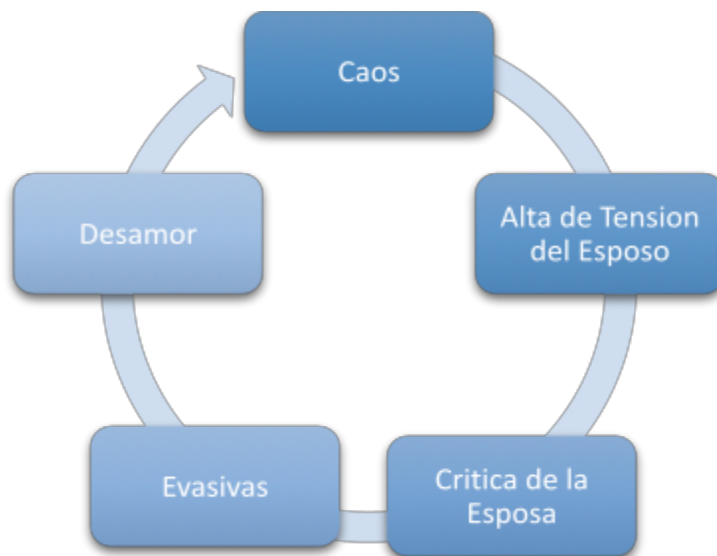 Caos
Alta de Tension
del Esposo
Critica de la
Esposa
Evasivas
Desamor